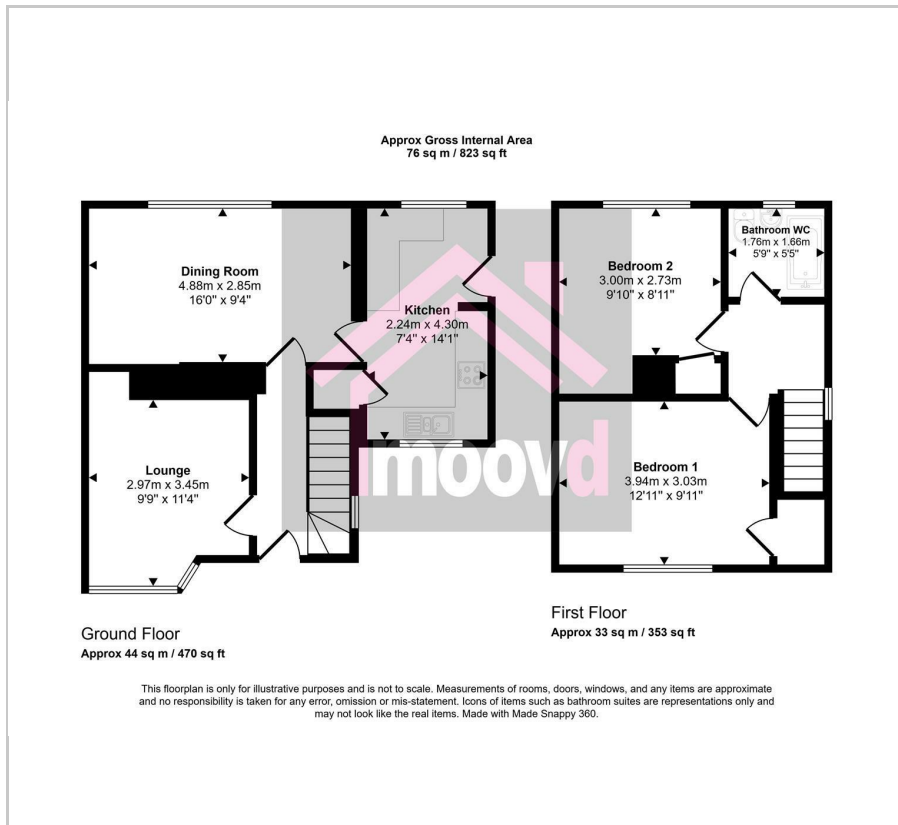 Approx Gross Internal Area
76 sq m / 823 sq ft
Dining Room
4.88m x 2.85m
16'0" x 9'4"
Kitchen
2.24m x 4.30m
7'4" x 14'1"
Lounge
2.97m x 3.45m
9'9" x 11'4"
Bedroom 2
3.00m x 2.73m
9'10" x 8'11"
Bathroom WC
1.76m x 1.66m
5'9" x 5'5"
Bedroom 1
3.94m x 3.03m
12'11" x 9'11"
imoovd
Ground Floor
Approx 44 sq m / 470 sq ft
First Floor
Approx 33 sq m / 353 sq ft
This floorplan is only for illustrative purposes and is not to scale. Measurements of rooms, doors, windows, and any items are approximate
and no responsibility is taken for any error, omission or mis-statement. Icons of items such as bathroom suites are representations only and
may not look like the real items. Made with Made Snappy 360.